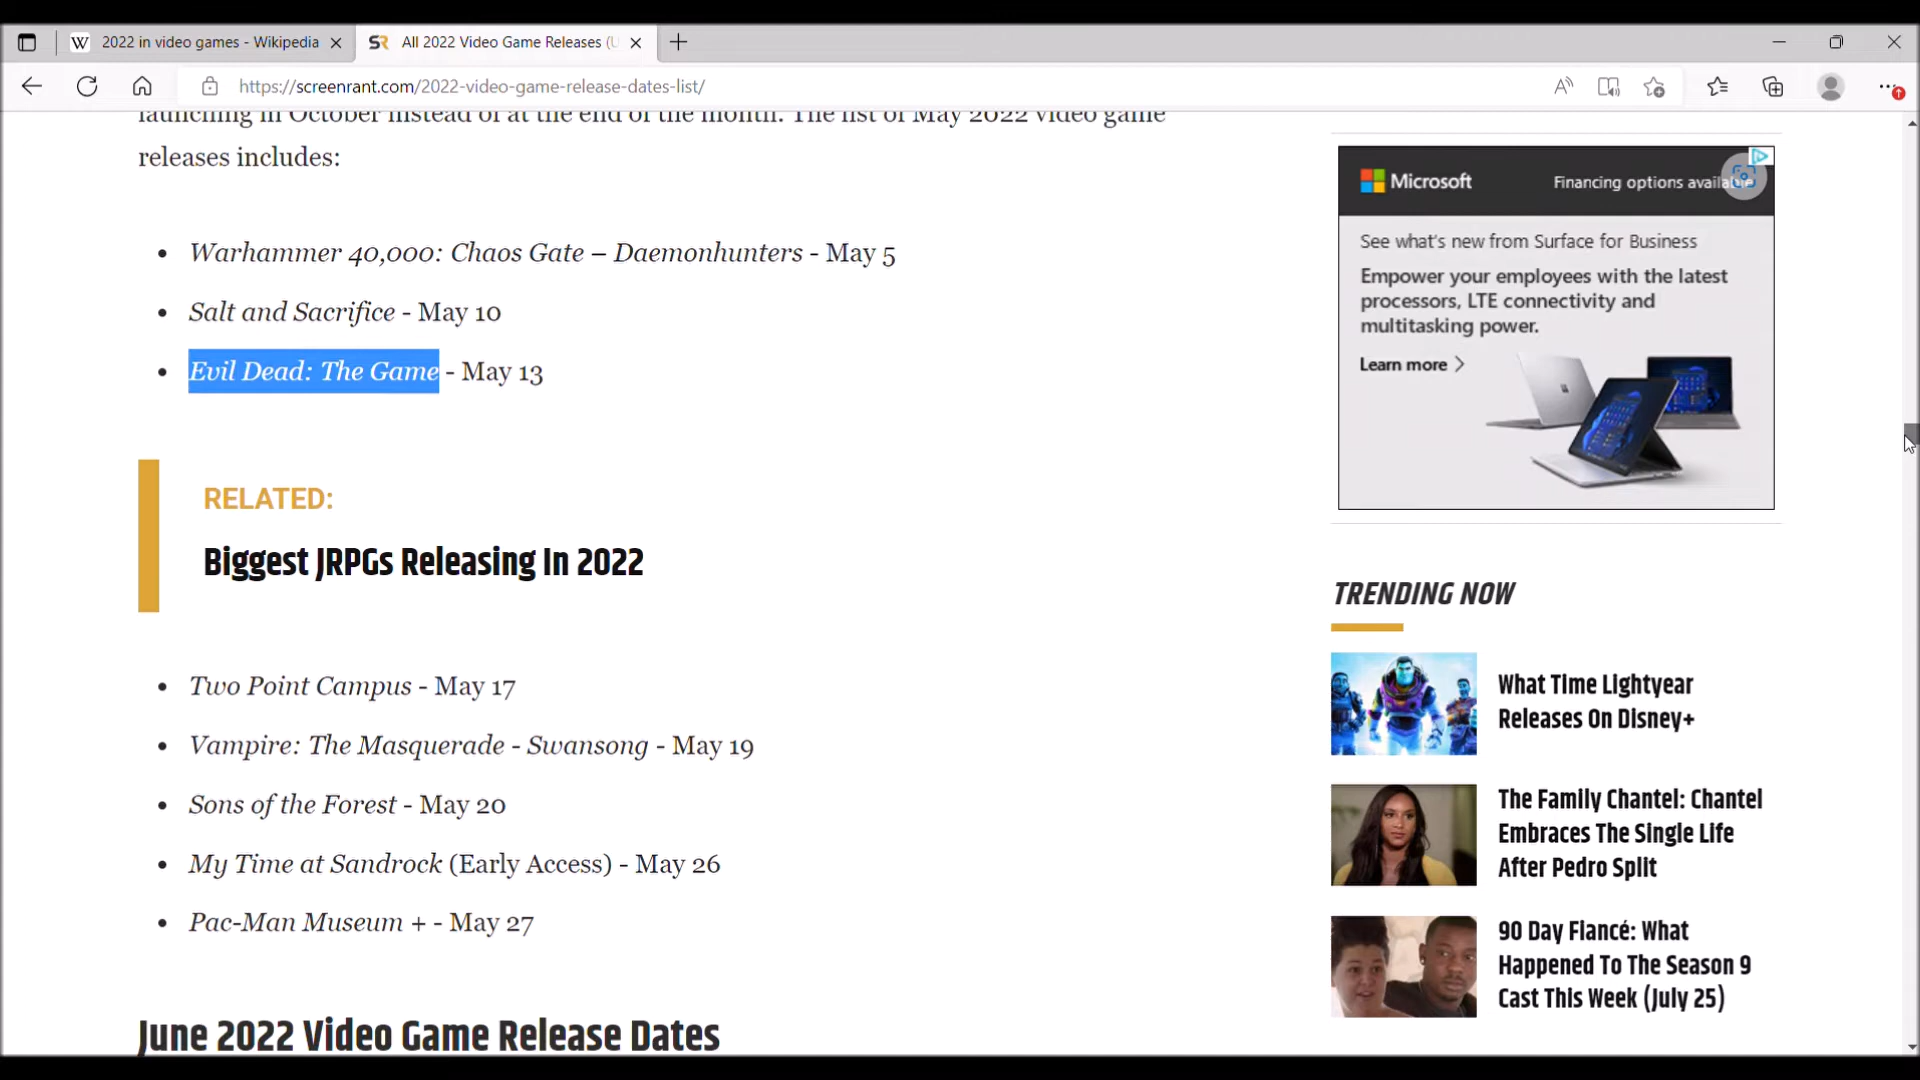 2022 in video games - Wikipedia
All 2022 Video Game Releases (U
https://screenrant.com/2022-video-game-release-dates-list/
launching in October instead of at the end of the month. The list of May 2022 video game
releases includes:
Warhammer 40,000: Chaos Gate – Daemonhunters - May 5
Salt and Sacrifice - May 10
Evil Dead: The Game - May 13
RELATED:
Biggest JRPGs Releasing In 2022
Two Point Campus - May 17
Vampire: The Masquerade - Swansong - May 19
Sons of the Forest - May 20
My Time at Sandrock (Early Access) - May 26
Pac-Man Museum + - May 27
June 2022 Video Game Release Dates
Microsoft
Financing options available
See what's new from Surface for Business
Empower your employees with the latest
processors, LTE connectivity and
multitasking power.
Learn more >
TRENDING NOW
What Time Lightyear
Releases On Disney+
The Family Chantel: Chantel
Embraces The Single Life
After Pedro Split
90 Day Fiancé: What
Happened To The Season 9
Cast This Week (July 25)